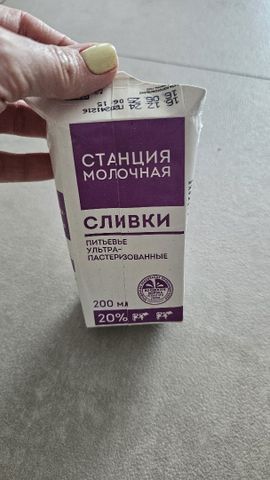 СТАНЦИЯ
МОЛОЧНАЯ
СЛИВКИ
ПИТЬЕВЫЕ
УЛЬТРА-
ПАСТЕРИЗОВАННЫЕ
200 мл
20%